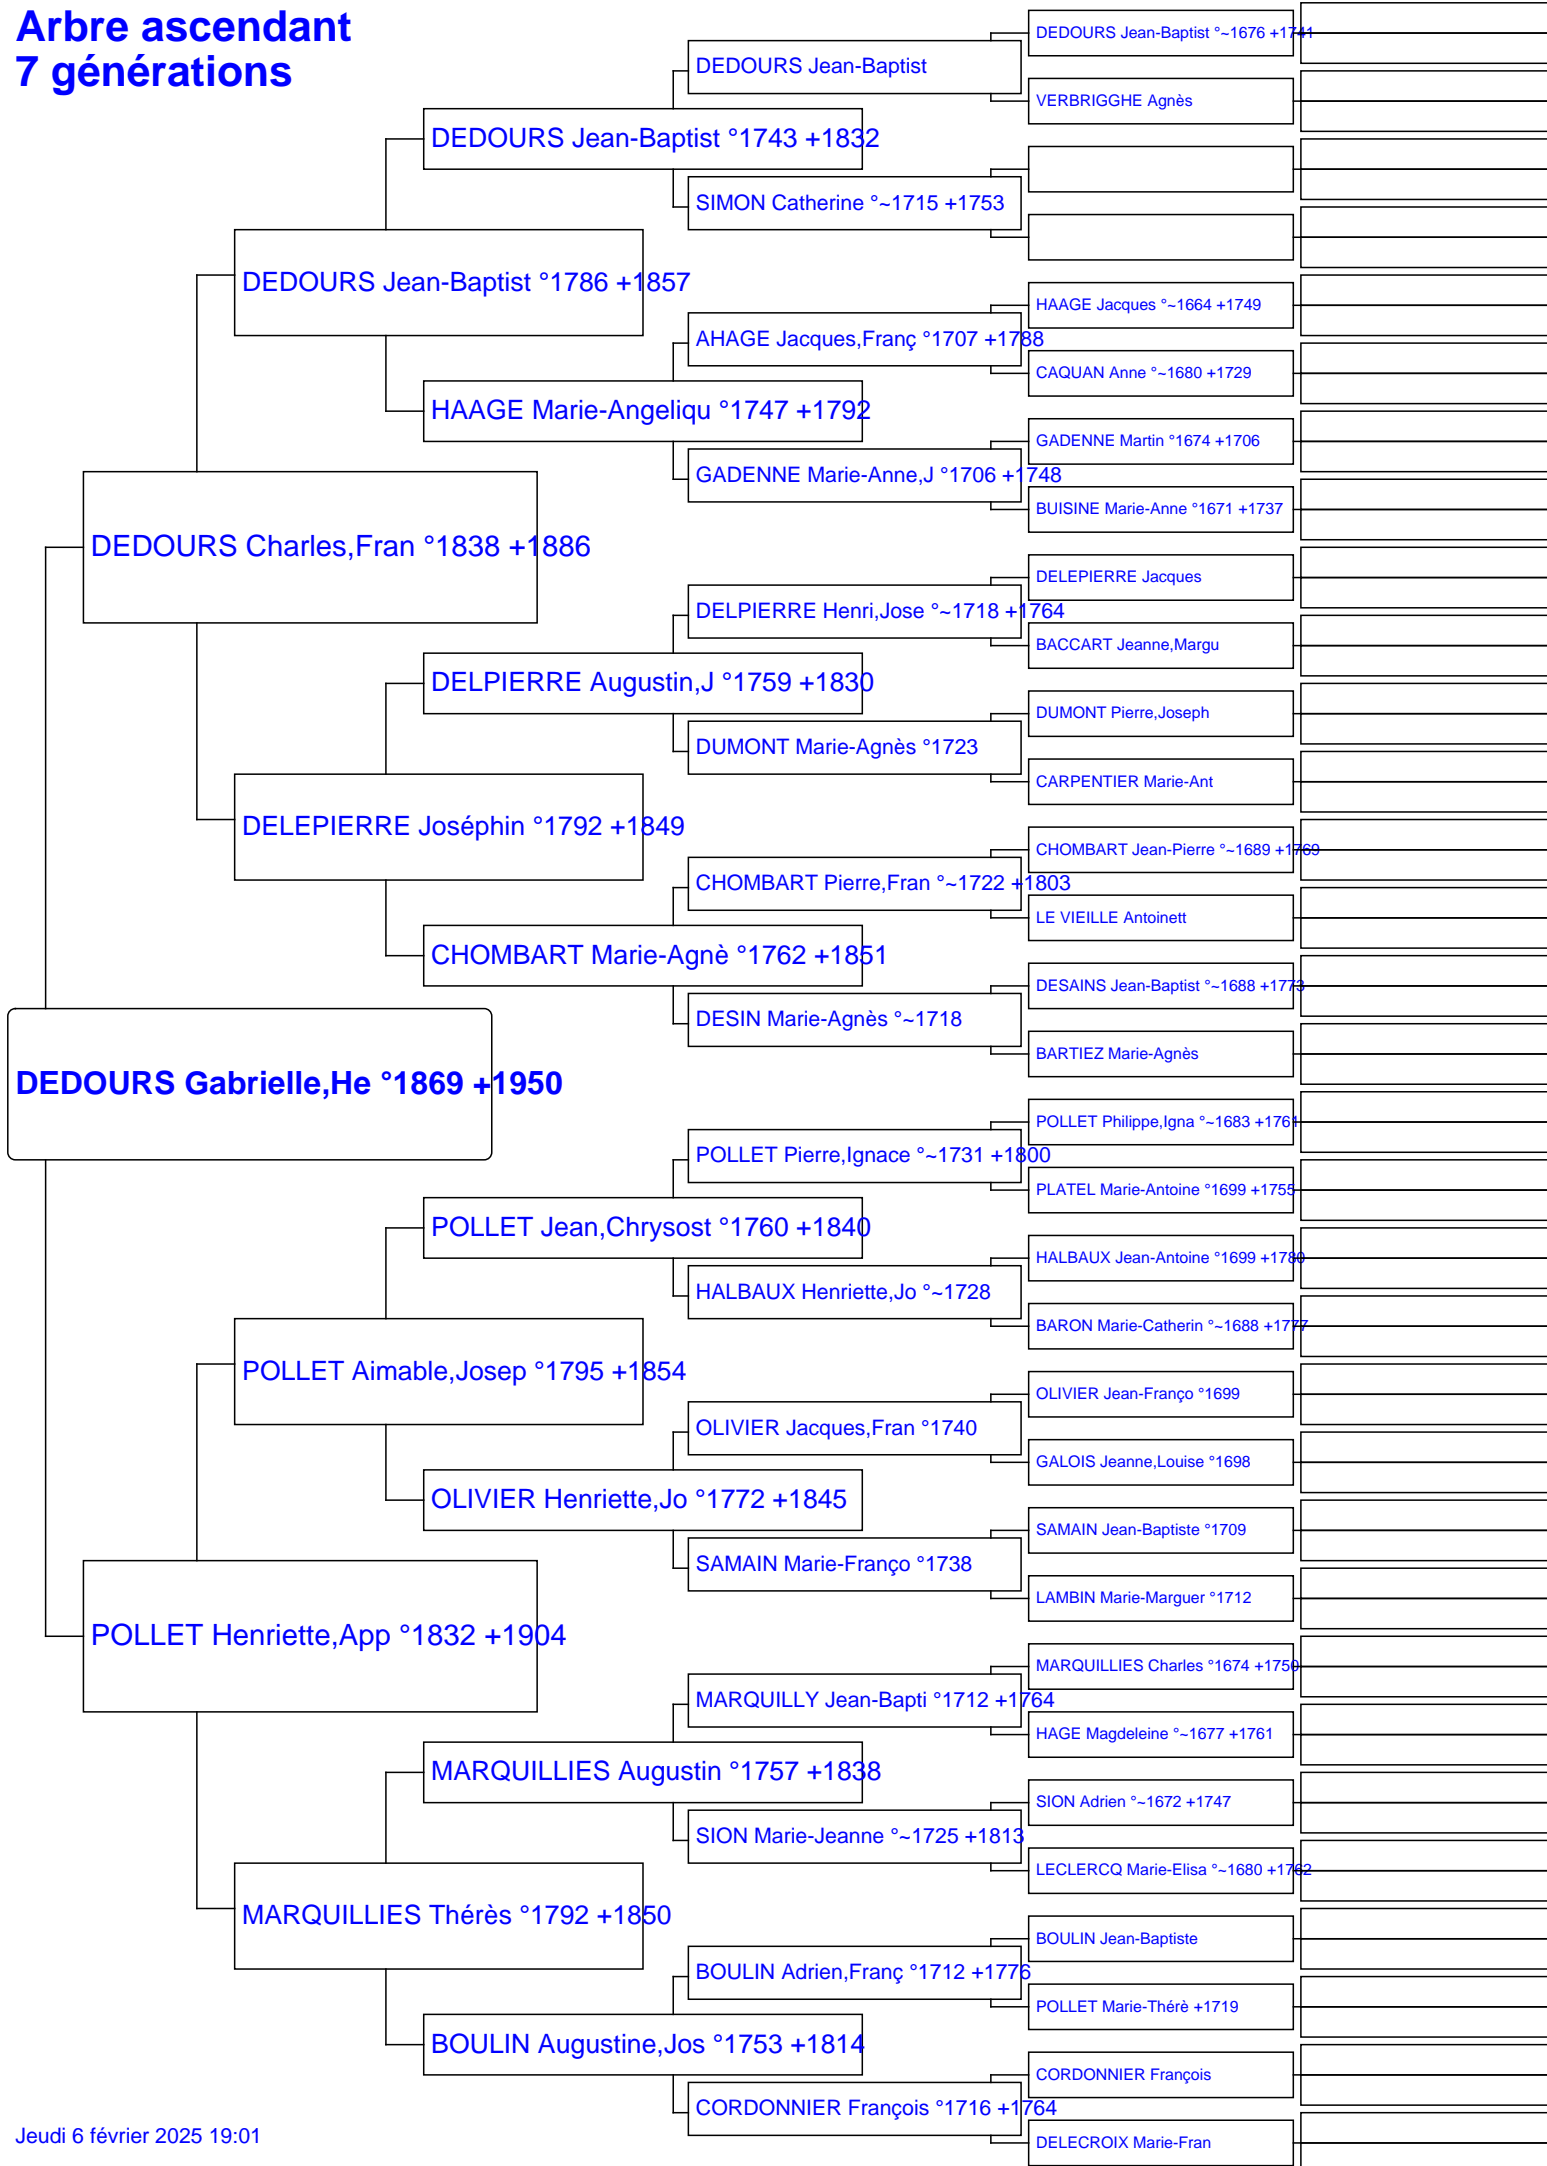 Arbre ascendant
7 générations
DEDOURS Jean-Baptist °~1676 +1741
DEDOURS Jean-Baptist
VERBRIGGHE Agnès
DEDOURS Jean-Baptist °1743 +1832
SIMON Catherine °~1715 +1753
DEDOURS Jean-Baptist °1786 +1857
HAAGE Jacques °~1664 +1749
AHAGE Jacques,Franç °1707 +1788
CAQUAN Anne °~1680 +1729
HAAGE Marie-Angeliqu °1747 +1792
GADENNE Martin °1674 +1706
GADENNE Marie-Anne,J °1706 +1748
BUISINE Marie-Anne °1671 +1737
DEDOURS Charles,Fran °1838 +1886
DELEPIERRE Jacques
DELPIERRE Henri,Jose °~1718 +1764
BACCART Jeanne,Margu
DELPIERRE Augustin,J °1759 +1830
DUMONT Pierre,Joseph
DUMONT Marie-Agnès °1723
CARPENTIER Marie-Ant
DELEPIERRE Joséphin °1792 +1849
CHOMBART Jean-Pierre °~1689 +1769
CHOMBART Pierre,Fran °~1722 +1803
LE VIEILLE Antoinett
CHOMBART Marie-Agnè °1762 +1851
DESAINS Jean-Baptist °~1688 +1773
DESIN Marie-Agnès °~1718
BARTIEZ Marie-Agnès
DEDOURS Gabrielle,He °1869 +1950
POLLET Philippe,Igna °~1683 +1761
POLLET Pierre,Ignace °~1731 +1800
PLATEL Marie-Antoine °1699 +1755
POLLET Jean,Chrysost °1760 +1840
HALBAUX Jean-Antoine °1699 +1780
HALBAUX Henriette,Jo °~1728
BARON Marie-Catherin °~1688 +1777
POLLET Aimable,Josep °1795 +1854
OLIVIER Jean-Franço °1699
OLIVIER Jacques,Fran °1740
GALOIS Jeanne,Louise °1698
OLIVIER Henriette,Jo °1772 +1845
SAMAIN Jean-Baptiste °1709
SAMAIN Marie-Franço °1738
LAMBIN Marie-Marguer °1712
POLLET Henriette,App °1832 +1904
MARQUILLIES Charles °1674 +1750
MARQUILLY Jean-Bapti °1712 +1764
HAGE Magdeleine °~1677 +1761
MARQUILLIES Augustin °1757 +1838
SION Adrien °~1672 +1747
SION Marie-Jeanne °~1725 +1813
LECLERCQ Marie-Elisa °~1680 +1762
MARQUILLIES Thérès °1792 +1850
BOULIN Jean-Baptiste
BOULIN Adrien,Franç °1712 +1776
POLLET Marie-Thérè +1719
BOULIN Augustine,Jos °1753 +1814
CORDONNIER François
CORDONNIER François °1716 +1764
DELECROIX Marie-Fran
Jeudi 6 février 2025 19:01